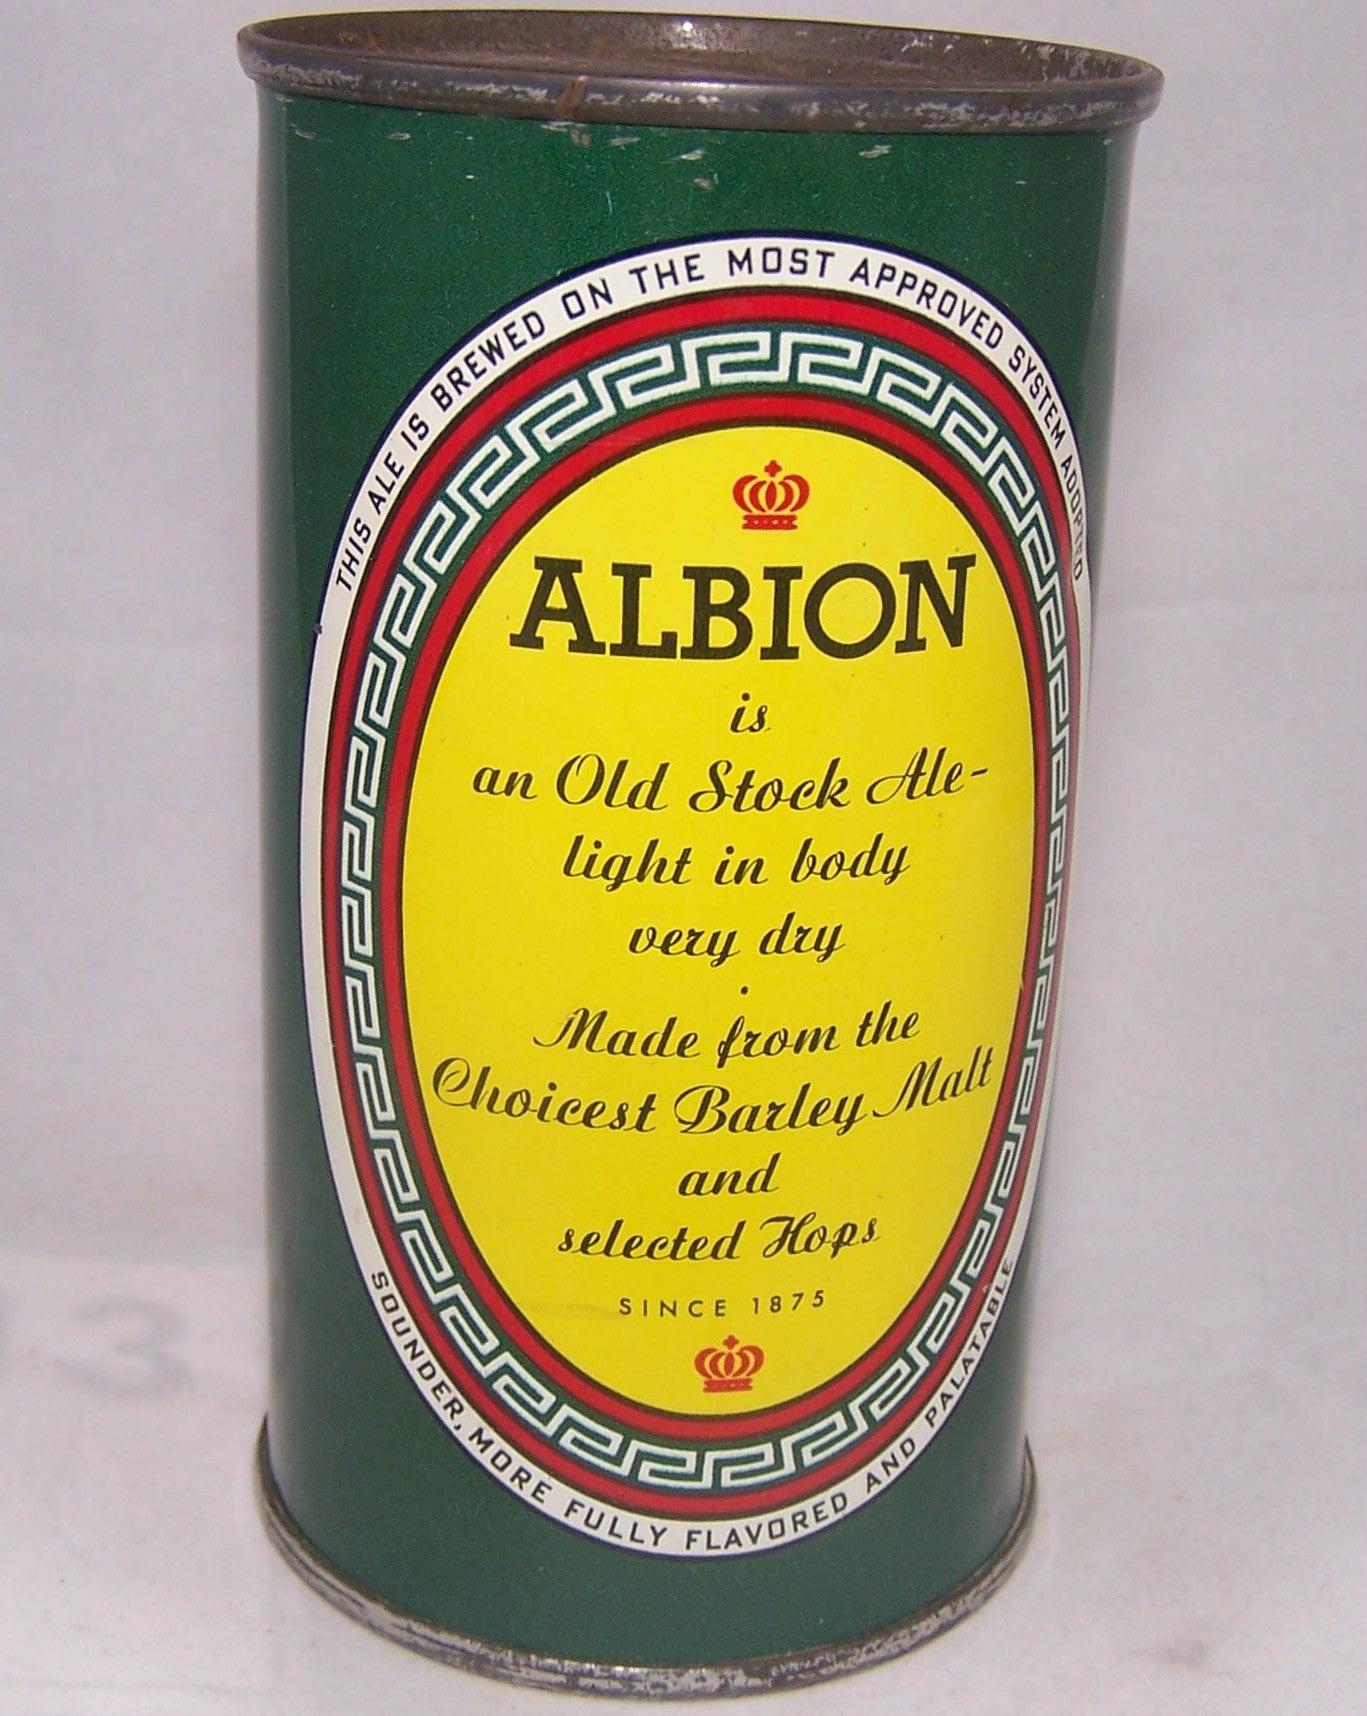 THIS ALE IS BREWED ON THE MOST APPROVED SYSTEM ADOPTED
ALBION
is
an Old Stock Ale-
light in body
very dry
.
Made from the
Choicest Barley Malt
and
selected Hops
SINCE 1875
SOUNDER, MORE FULLY FLAVORED AND PALATABLE